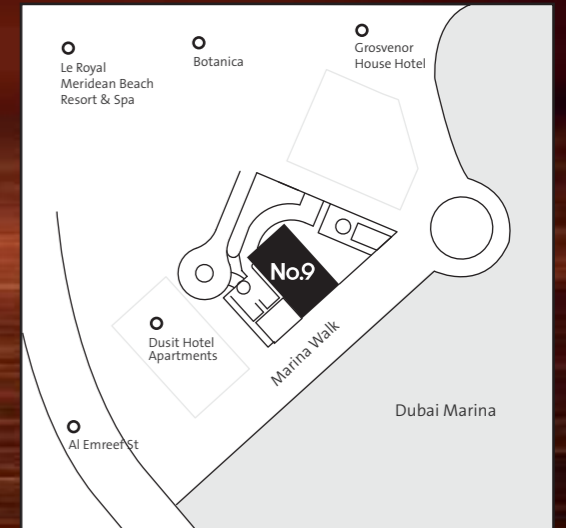 Le Royal
Meridean Beach
Resort & Spa
Botanica
Grosvenor
House Hotel
No.9
Dusit Hotel
Apartments
Marina Walk
Dubai Marina
Al Emreef St